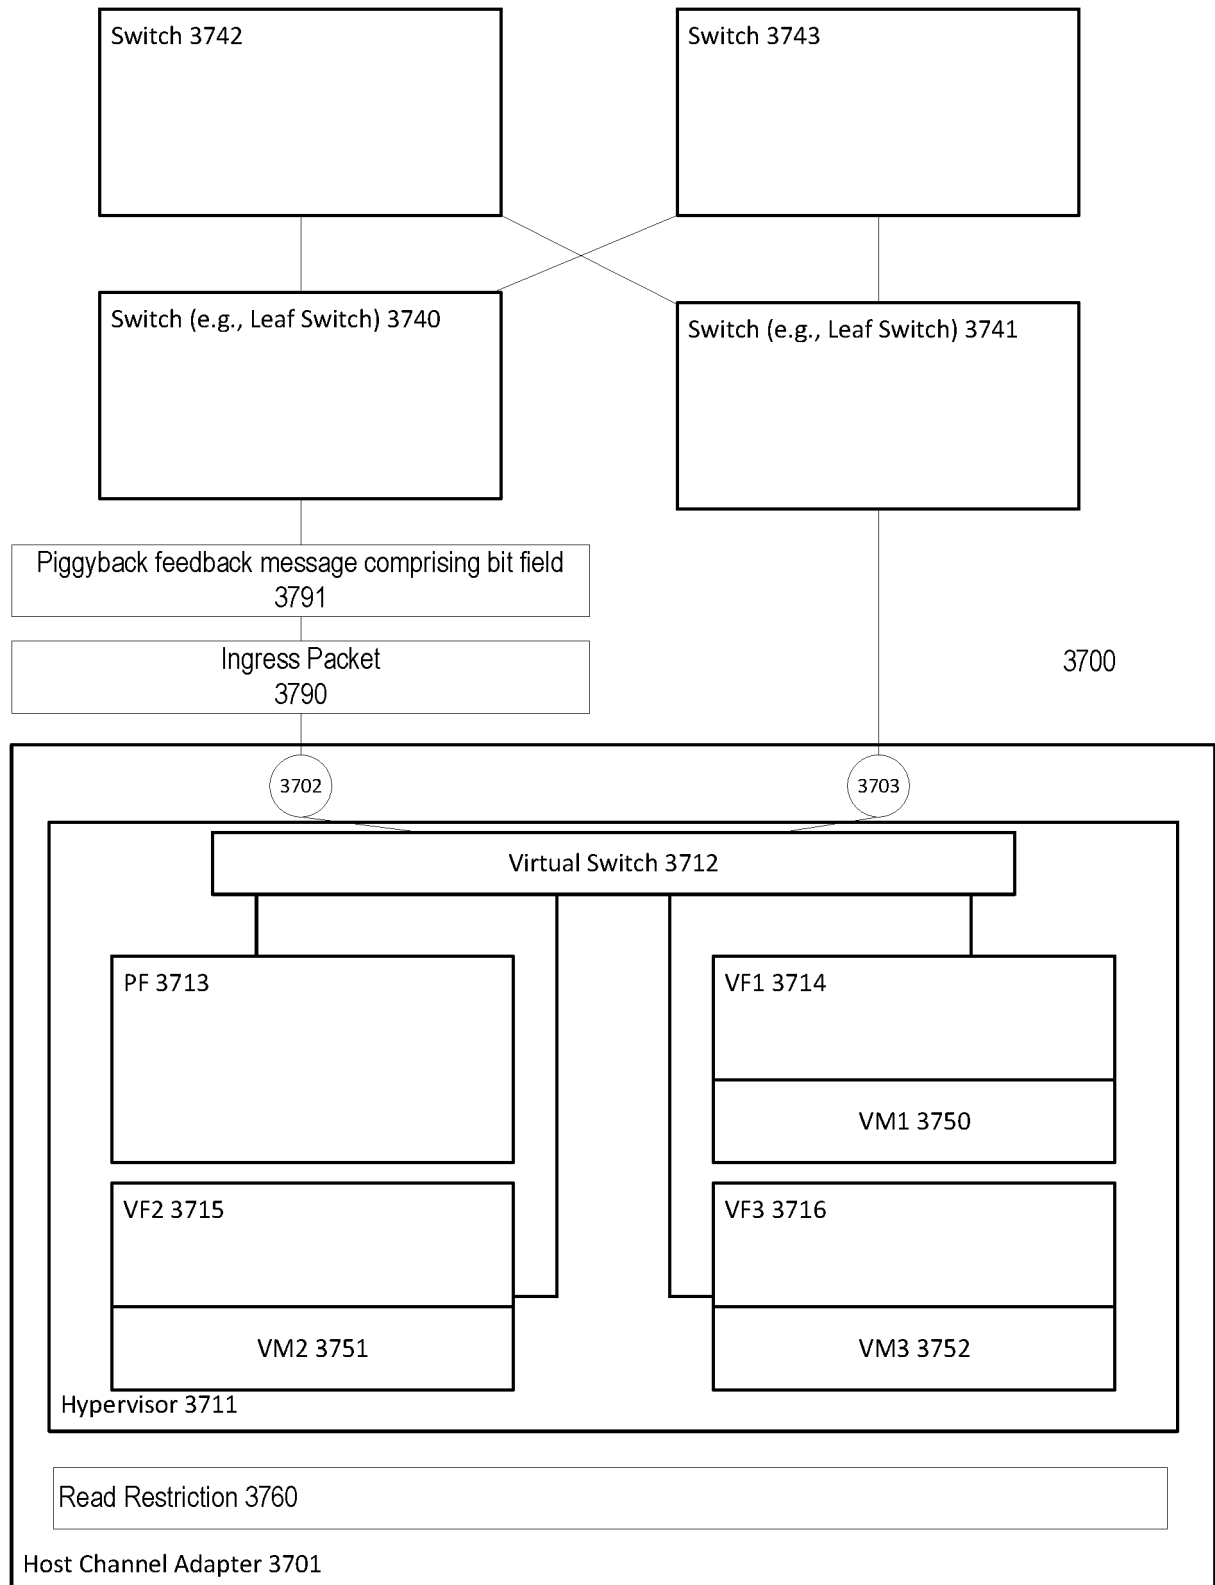 Switch 3742
Switch 3743
Switch (e.g., Leaf Switch) 3740
Switch (e.g., Leaf Switch) 3741
Piggyback feedback message comprising bit field
3791
Ingress Packet
3790
3700
3702
3703
Virtual Switch 3712
PF 3713
VF1 3714
VM1 3750
VF2 3715
VF3 3716
VM2 3751
VM3 3752
Hypervisor 3711
Read Restriction 3760
Host Channel Adapter 3701